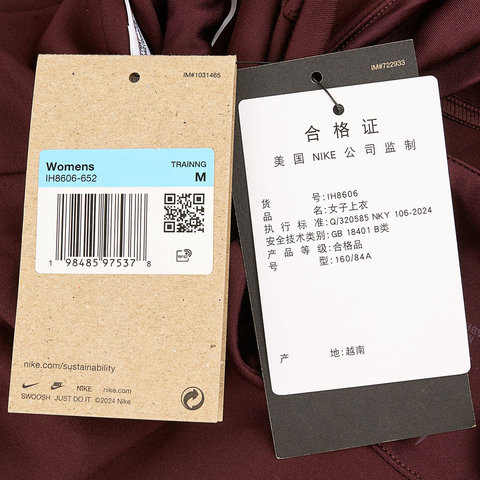 IM#1031465
Womens
TRAINNG
IH8606-652
M
1 98485 97537 8
RFID
nike.com/sustainability
NIKE nike.com
SWOOSH JUST DO IT ©2024 Nike
IM#722933
合格证
美国 NIKE 公司监制
货 号:IH8606
品 名:女子上衣
执行标准:Q/320585 NKY 106-2024
安全技术类别:GB 18401 B类
产品等级:合格品
号 型:160/84A
产 地:越南